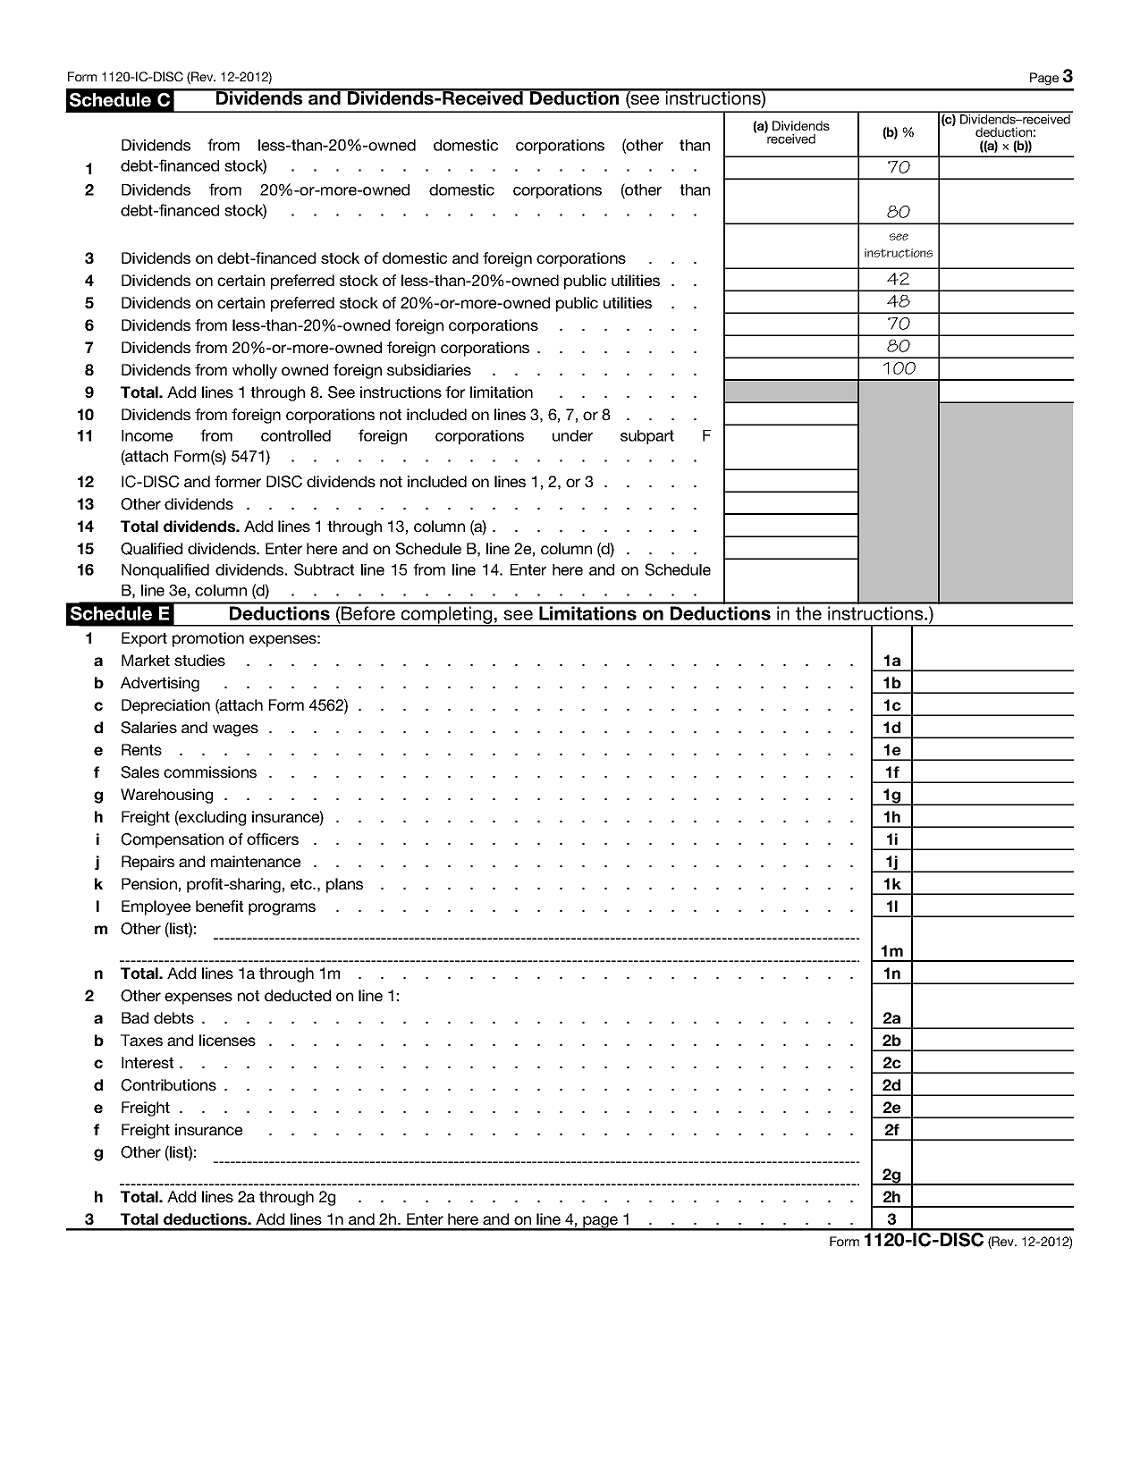 Form 1120-IC-DISC (Rev. 12-2012) Page 3
Schedule C Dividends and Dividends-Received Deduction (see instructions)
(a) Dividends received (b) % (c) Dividends–received deduction: ((a) × (b))
1 Dividends from less-than-20%-owned domestic corporations (other than
debt-financed stock) . . . . . . . . . . . . . . . . . . . 70
2 Dividends from 20%-or-more-owned domestic corporations (other than
debt-financed stock) . . . . . . . . . . . . . . . . . . . 80
3 Dividends on debt-financed stock of domestic and foreign corporations . . . see instructions
4 Dividends on certain preferred stock of less-than-20%-owned public utilities . . 42
5 Dividends on certain preferred stock of 20%-or-more-owned public utilities . . 48
6 Dividends from less-than-20%-owned foreign corporations . . . . . . . 70
7 Dividends from 20%-or-more-owned foreign corporations . . . . . . . . 80
8 Dividends from wholly owned foreign subsidiaries . . . . . . . . . 100
9 Total. Add lines 1 through 8. See instructions for limitation . . . . . . .
10 Dividends from foreign corporations not included on lines 3, 6, 7, or 8 . . . .
11 Income from controlled foreign corporations under subpart F
(attach Form(s) 5471) . . . . . . . . . . . . . . . . . . .
12 IC-DISC and former DISC dividends not included on lines 1, 2, or 3 . . . . .
13 Other dividends . . . . . . . . . . . . . . . . . . . . .
14 Total dividends. Add lines 1 through 13, column (a) . . . . . . . . . .
15 Qualified dividends. Enter here and on Schedule B, line 2e, column (d) . . . .
16 Nonqualified dividends. Subtract line 15 from line 14. Enter here and on Schedule
B, line 3e, column (d) . . . . . . . . . . . . . . . . . . .
Schedule E Deductions (Before completing, see Limitations on Deductions in the instructions.)
1 Export promotion expenses:
a Market studies . . . . . . . . . . . . . . . . . . . . . . . . . . . . 1a
b Advertising . . . . . . . . . . . . . . . . . . . . . . . . . . . . . 1b
c Depreciation (attach Form 4562) . . . . . . . . . . . . . . . . . . . . . . . 1c
d Salaries and wages . . . . . . . . . . . . . . . . . . . . . . . . . . . 1d
e Rents . . . . . . . . . . . . . . . . . . . . . . . . . . . . . . . 1e
f Sales commissions . . . . . . . . . . . . . . . . . . . . . . . . . . . 1f
g Warehousing . . . . . . . . . . . . . . . . . . . . . . . . . . . . . 1g
h Freight (excluding insurance) . . . . . . . . . . . . . . . . . . . . . . . . 1h
i Compensation of officers . . . . . . . . . . . . . . . . . . . . . . . . . 1i
j Repairs and maintenance . . . . . . . . . . . . . . . . . . . . . . . . . 1j
k Pension, profit-sharing, etc., plans . . . . . . . . . . . . . . . . . . . . . . 1k
l Employee benefit programs . . . . . . . . . . . . . . . . . . . . . . . . 1l
m Other (list):
1m
n Total. Add lines 1a through 1m . . . . . . . . . . . . . . . . . . . . . . . 1n
2 Other expenses not deducted on line 1:
a Bad debts . . . . . . . . . . . . . . . . . . . . . . . . . . . . . . 2a
b Taxes and licenses . . . . . . . . . . . . . . . . . . . . . . . . . . . 2b
c Interest . . . . . . . . . . . . . . . . . . . . . . . . . . . . . . . 2c
d Contributions . . . . . . . . . . . . . . . . . . . . . . . . . . . . . 2d
e Freight . . . . . . . . . . . . . . . . . . . . . . . . . . . . . . . 2e
f Freight insurance . . . . . . . . . . . . . . . . . . . . . . . . . . . 2f
g Other (list):
2g
h Total. Add lines 2a through 2g . . . . . . . . . . . . . . . . . . . . . . . 2h
3 Total deductions. Add lines 1n and 2h. Enter here and on line 4, page 1 . . . . . . . . . . 3
Form 1120-IC-DISC (Rev. 12-2012)